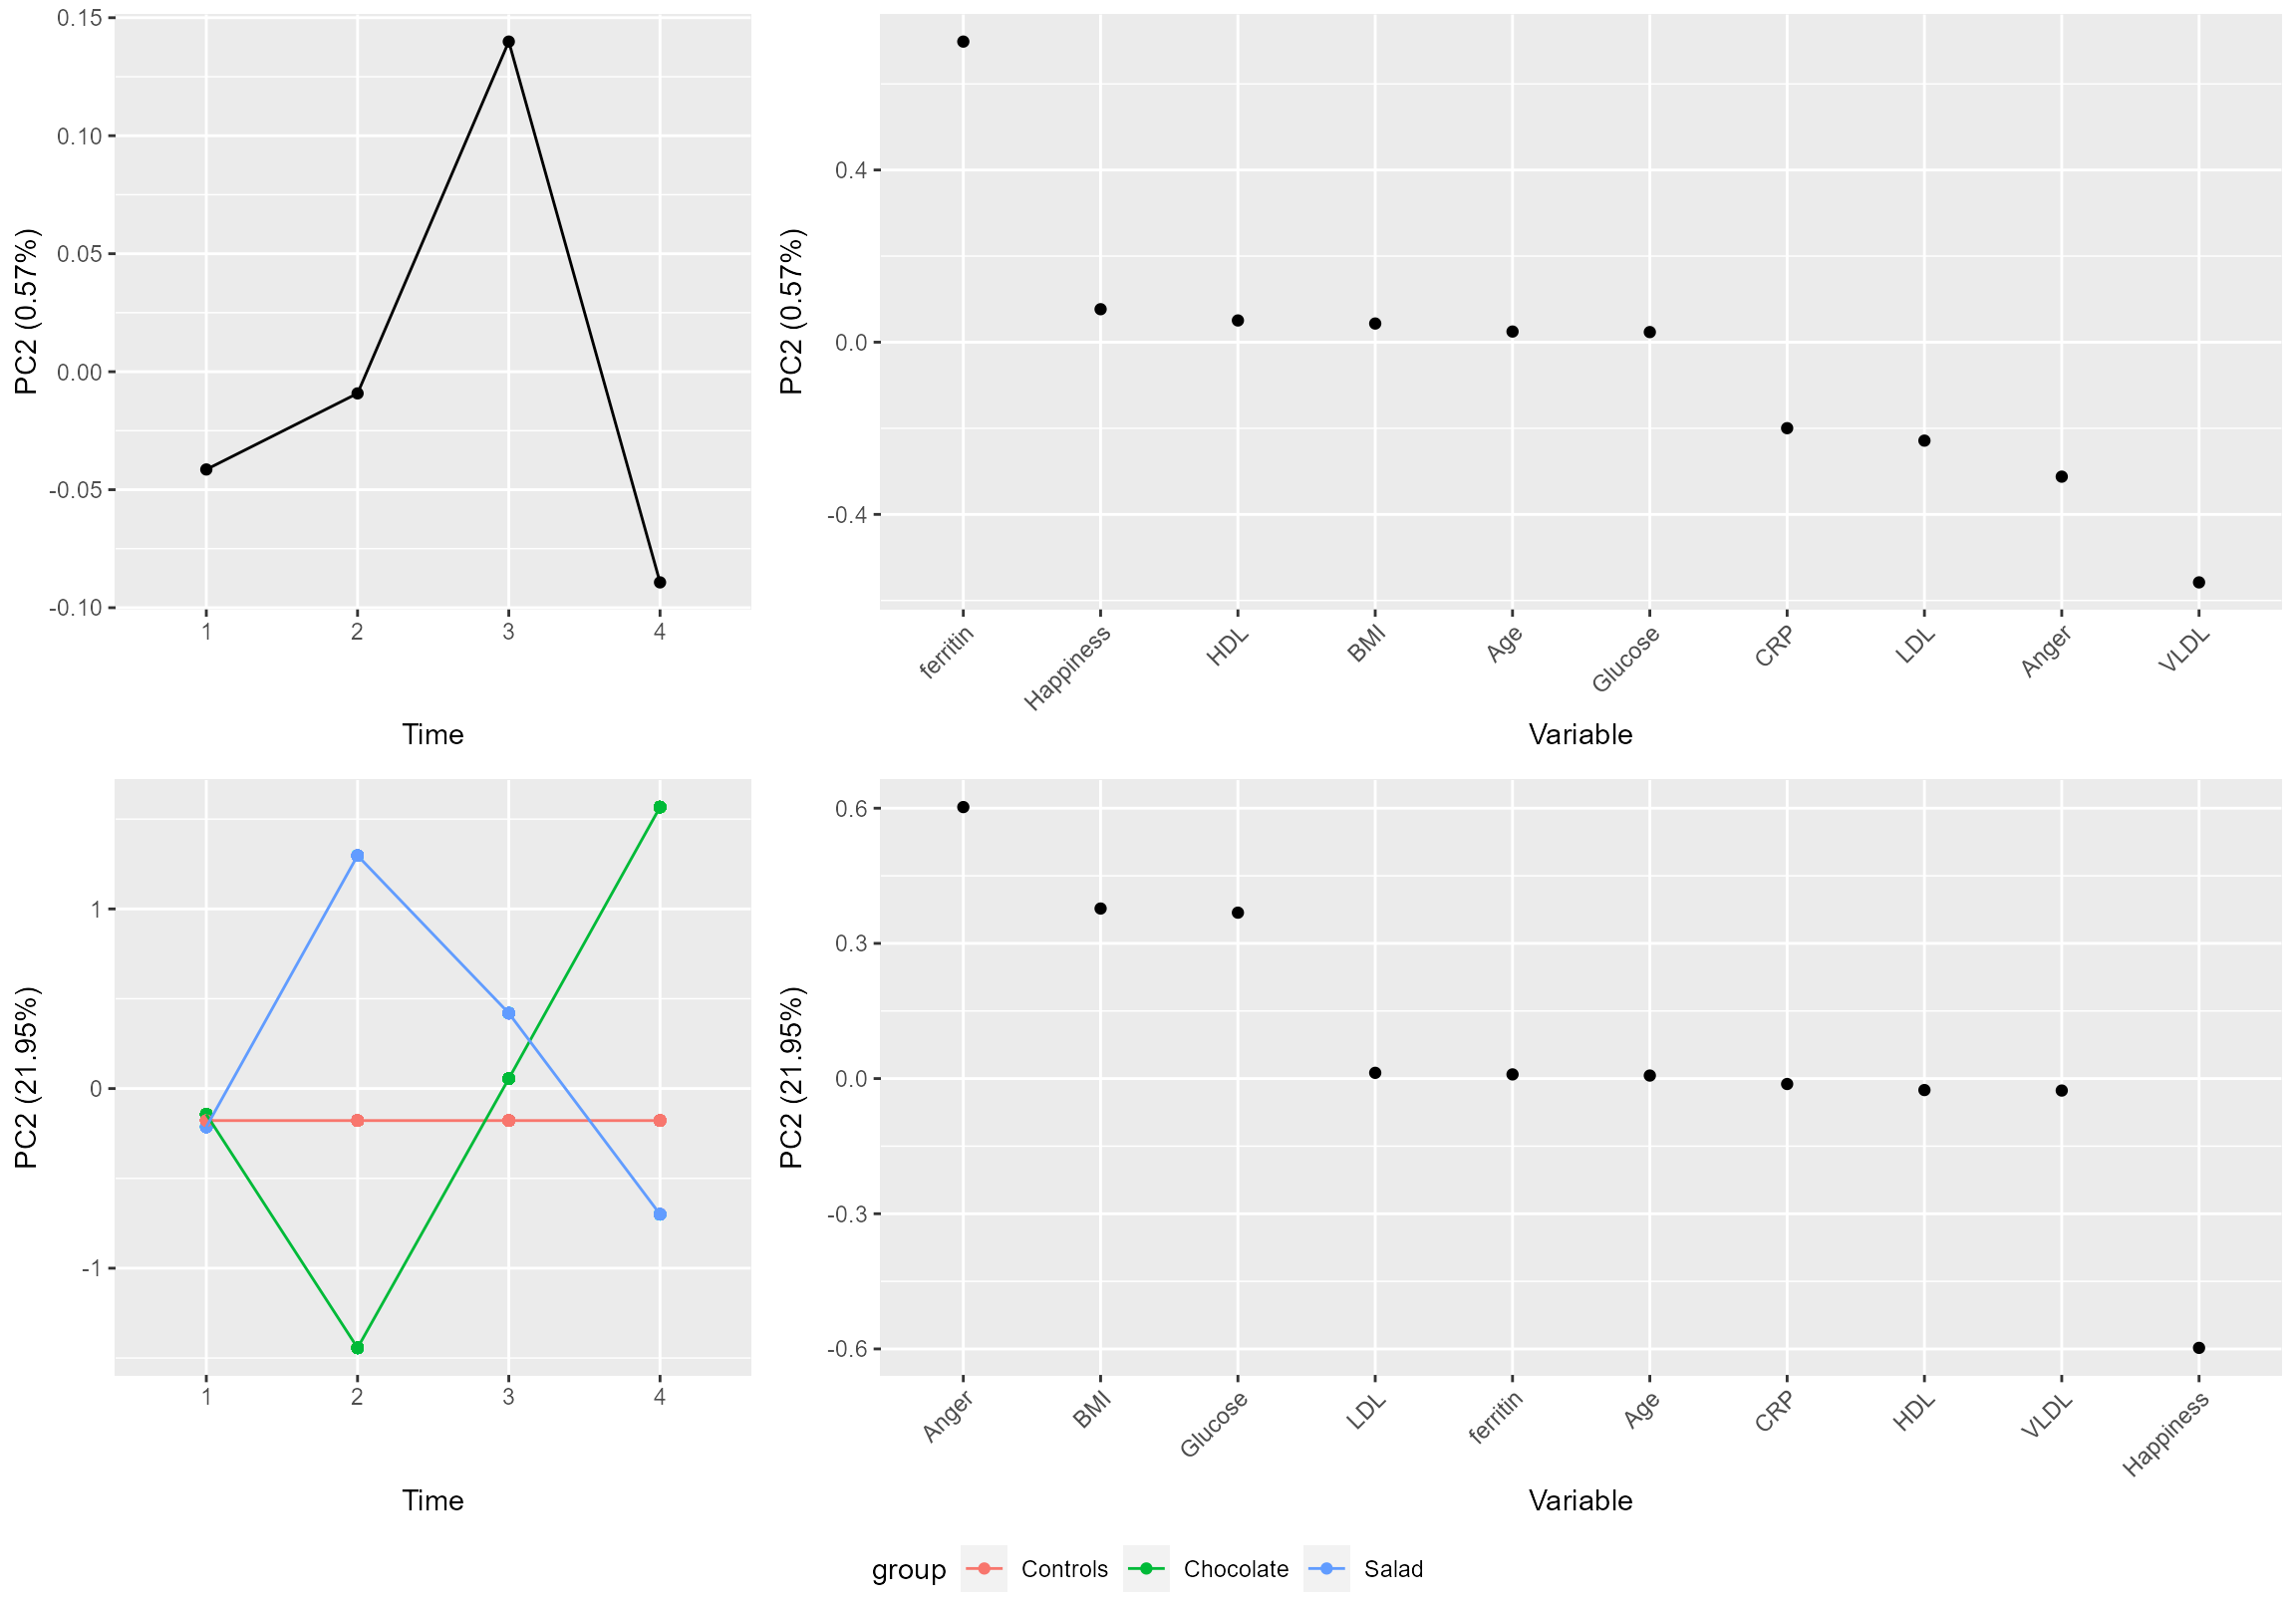 0.15
0.10
0.05
0.00
-0.05
-0.10
PC2 (0.57%)
1 2 3 4
Time
0.4
0.0
-0.4
PC2 (0.57%)
ferritin Happiness HDL BMI Age Glucose CRP LDL Anger VLDL
Variable
1
0
-1
PC2 (21.95%)
1 2 3 4
Time
0.6
0.3
0.0
-0.3
-0.6
PC2 (21.95%)
Anger BMI Glucose LDL ferritin Age CRP HDL VLDL Happiness
Variable
group Controls Chocolate Salad